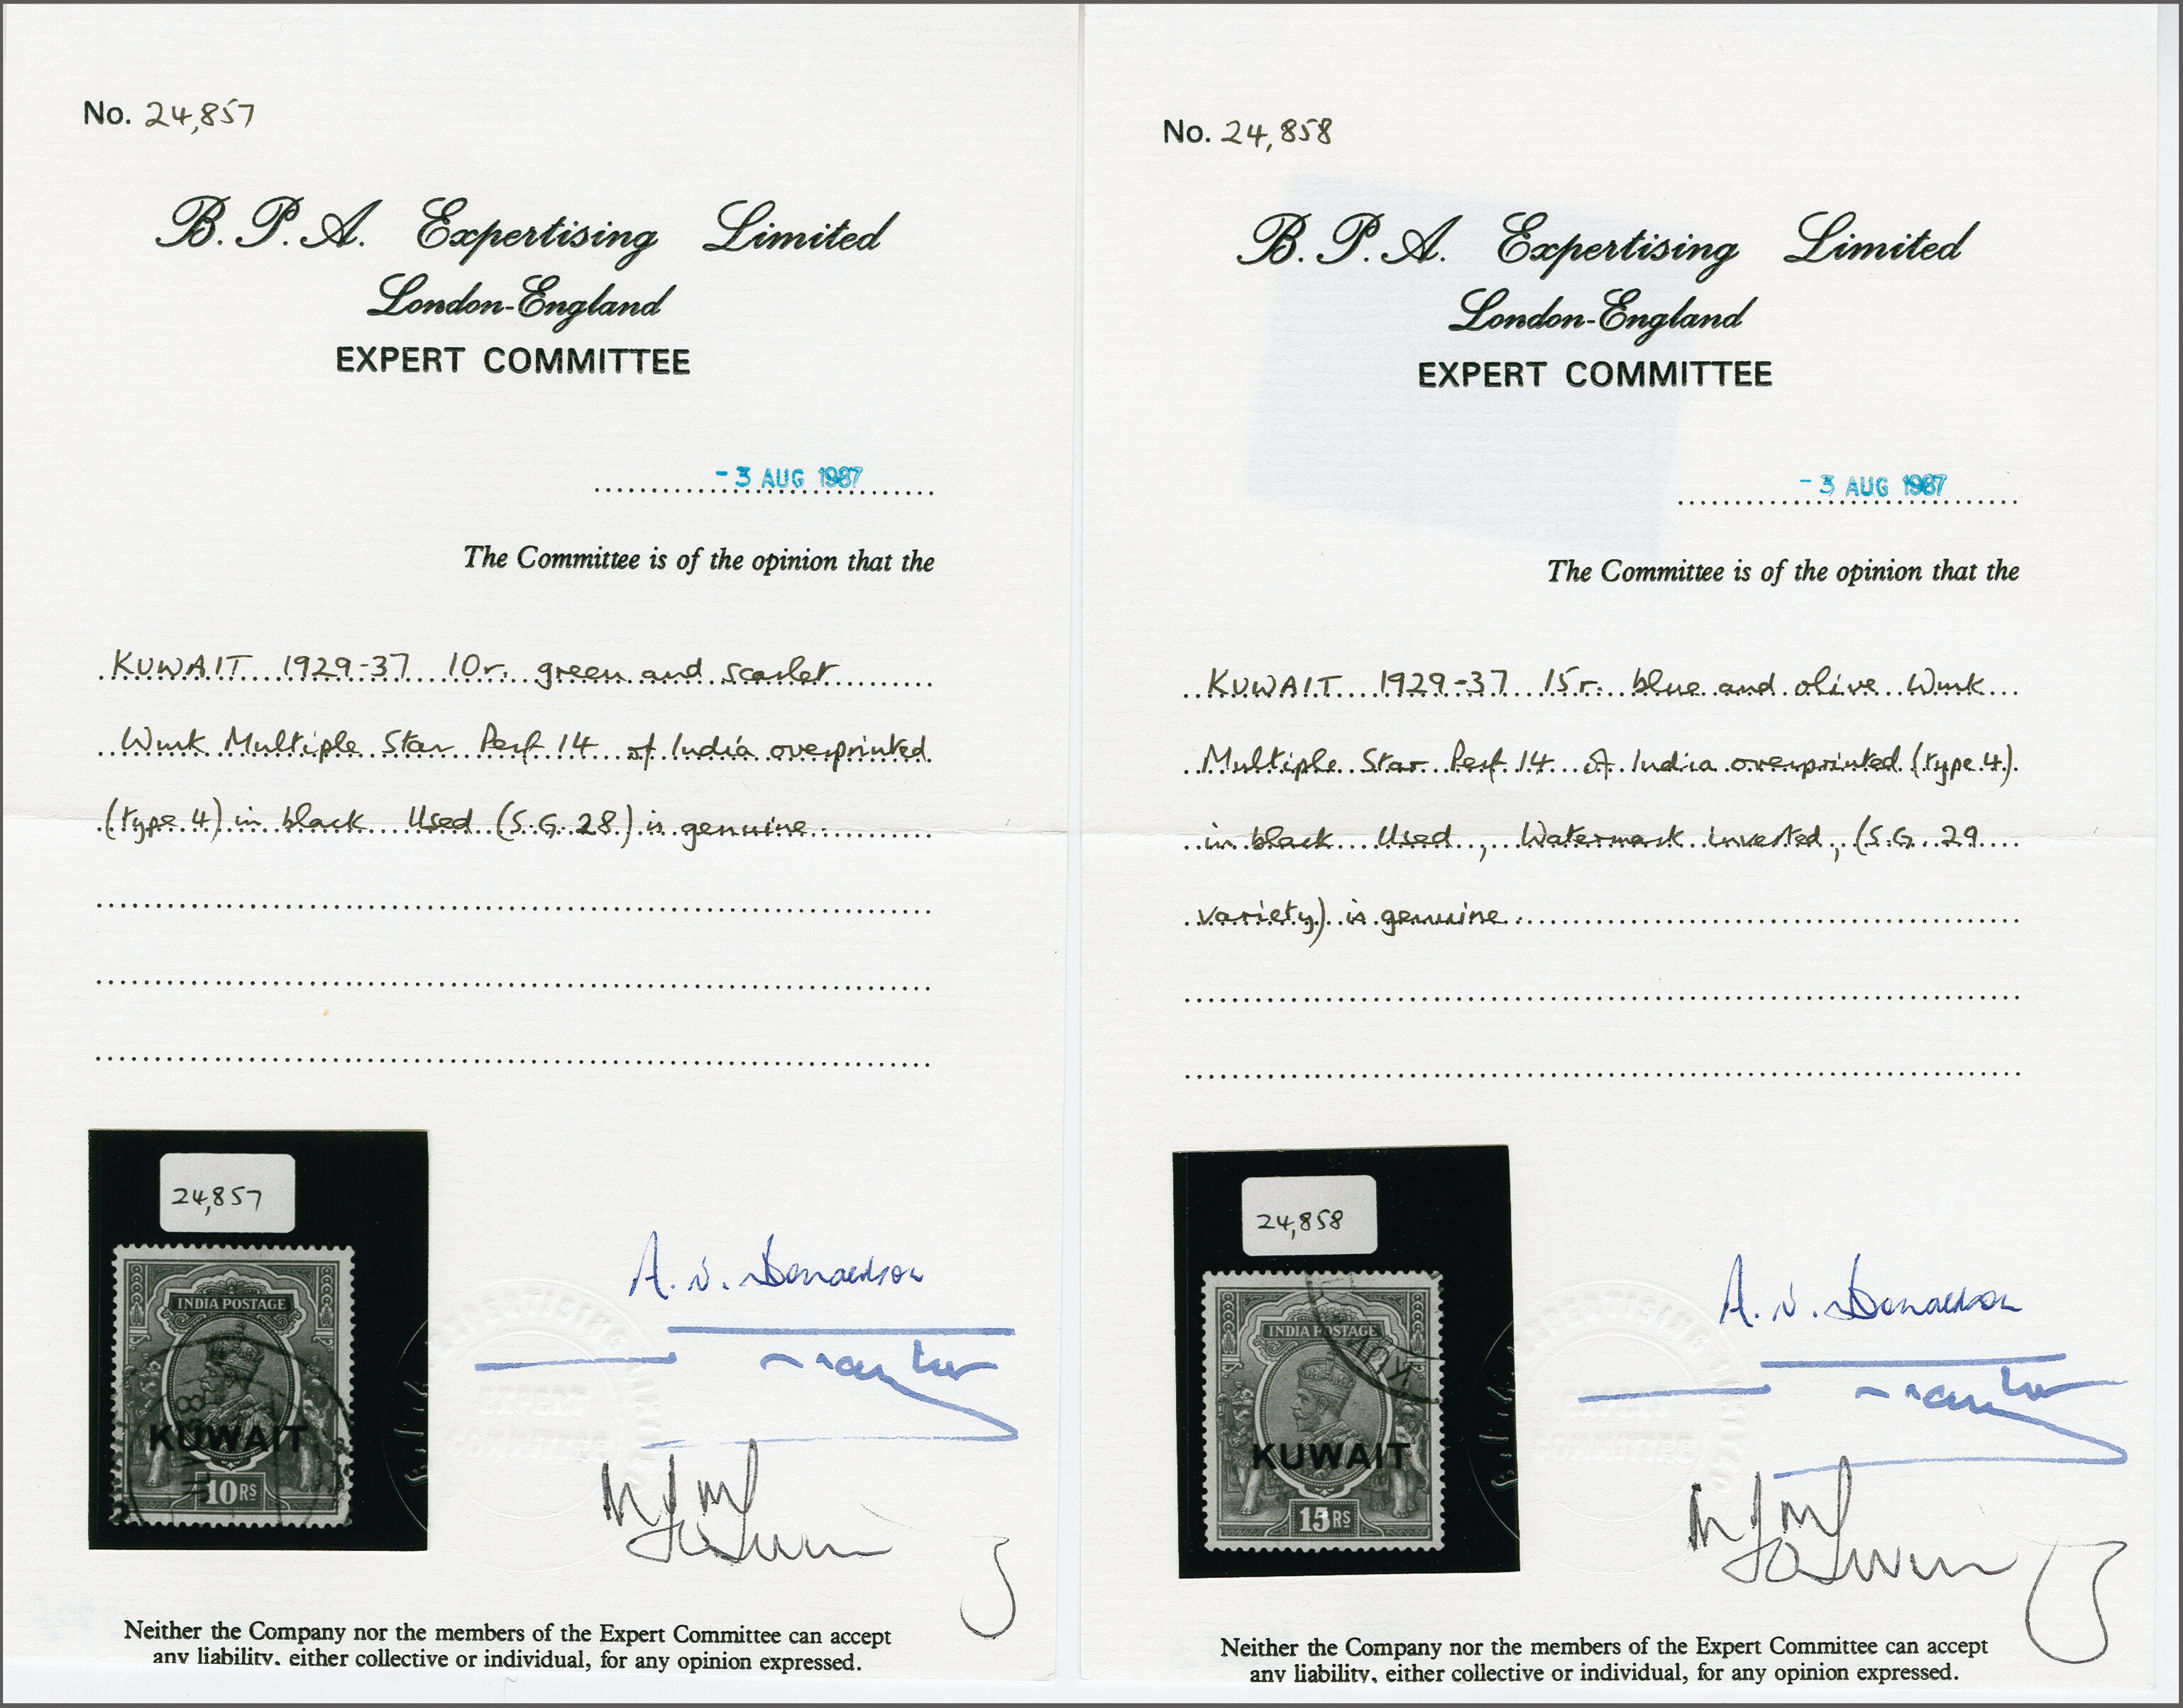 No. 24,857
B. P. A. Expertising Limited
London-England
EXPERT COMMITTEE
- 3 AUG 1987
The Committee is of the opinion that the
KUWAIT 1929-37 10r. green and scarlet
Wmk Multiple Star Perf 14 of India overprinted
(type 4) in black Used (S.G. 28) is genuine.
24,857
INDIA POSTAGE
KUWAIT
10 RS
A. N. Donaldson
Neither the Company nor the members of the Expert Committee can accept
any liability, either collective or individual, for any opinion expressed.
No. 24,858
B. P. A. Expertising Limited
London-England
EXPERT COMMITTEE
- 3 AUG 1987
The Committee is of the opinion that the
KUWAIT 1929-37 15r. blue and olive Wmk
Multiple Star Perf 14 of India overprinted (type 4)
in black Used, Watermark Inverted, (S.G. 29
variety) is genuine.
24,858
INDIA POSTAGE
KUWAIT
15 RS
A. N. Donaldson
Neither the Company nor the members of the Expert Committee can accept
any liability, either collective or individual, for any opinion expressed.